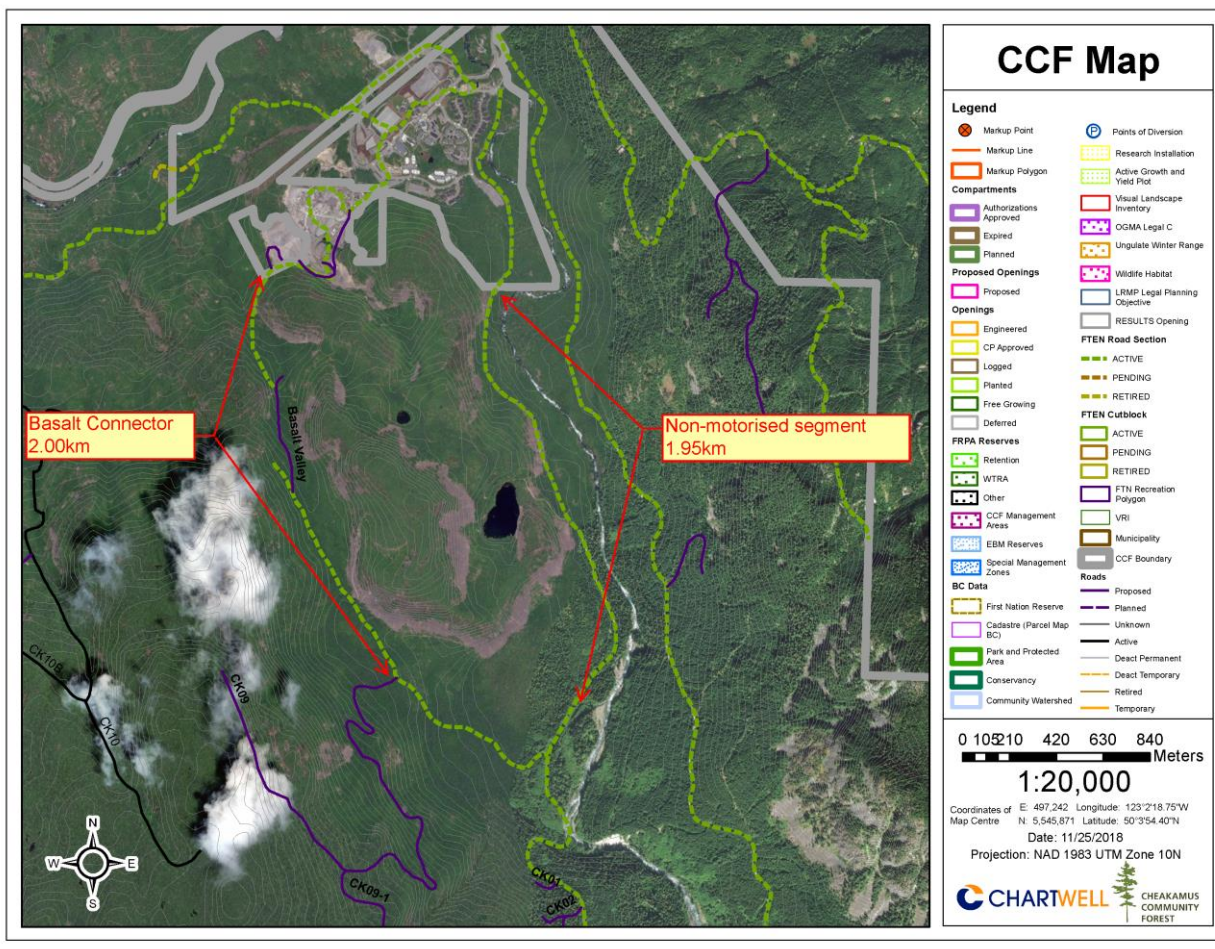 Basalt Connector
2.00km
Basalt Valley
Non-motorised segment
1.95km
CK10B
CK10
CK09
CK09-1
CK01
CK02
N
W
E
S
CCF Map
Legend
Markup Point
Markup Line
Markup Polygon
Compartments
Authorizations
Approved
Expired
Planned
Proposed Openings
Proposed
Openings
Engineered
CP Approved
Logged
Planted
Free Growing
Deferred
FRPA Reserves
Retention
WTRA
Other
CCF Management
Areas
EBM Reserves
Special Management
Zones
BC Data
First Nation Reserve
Cadastre (Parcel Map
BC)
Park and Protected
Area
Conservancy
Community Watershed
P
Points of Diversion
Research Installation
Active Growth and
Yield Plot
Visual Landscape
Inventory
OGMA Legal C
Ungulate Winter Range
Wildlife Habitat
LRMP Legal Planning
Objective
RESULTS Opening
FTEN Road Section
ACTIVE
PENDING
RETIRED
FTEN Cutblock
ACTIVE
PENDING
RETIRED
FTN Recreation
Polygon
VRI
Municipality
CCF Boundary
Roads
Proposed
Planned
Unknown
Active
Deact Permanent
Deact Temporary
Retired
Temporary
0 105210 420 630 840
Meters
1:20,000
Coordinates of E: 497,242 Longitude: 123°2'18.75"W
Map Centre N: 5,545,871 Latitude: 50°3'54.40"N
Date: 11/25/2018
Projection: NAD 1983 UTM Zone 10N
CHARTWELL
CHEAKAMUS
COMMUNITY
FOREST